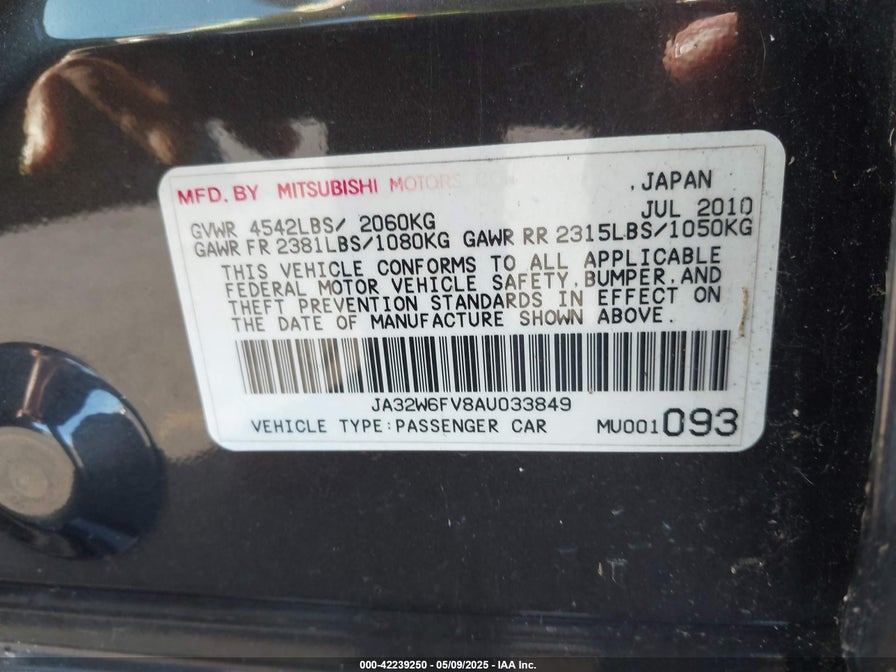 MFD. BY MITSUBISHI MOTORS , JAPAN
JUL 2010
GVWR 4542LBS/ 2060KG
GAWR FR 2381LBS/1080KG GAWR RR 2315LBS/1050KG
THIS VEHICLE CONFORMS TO ALL APPLICABLE
FEDERAL MOTOR VEHICLE SAFETY, BUMPER, AND
THEFT PREVENTION STANDARDS IN EFFECT ON
THE DATE OF MANUFACTURE SHOWN ABOVE.
JA32W6FV8AU033849
VEHICLE TYPE:PASSENGER CAR MU001093
000-42239250 - 05/09/2025 - IAA Inc.